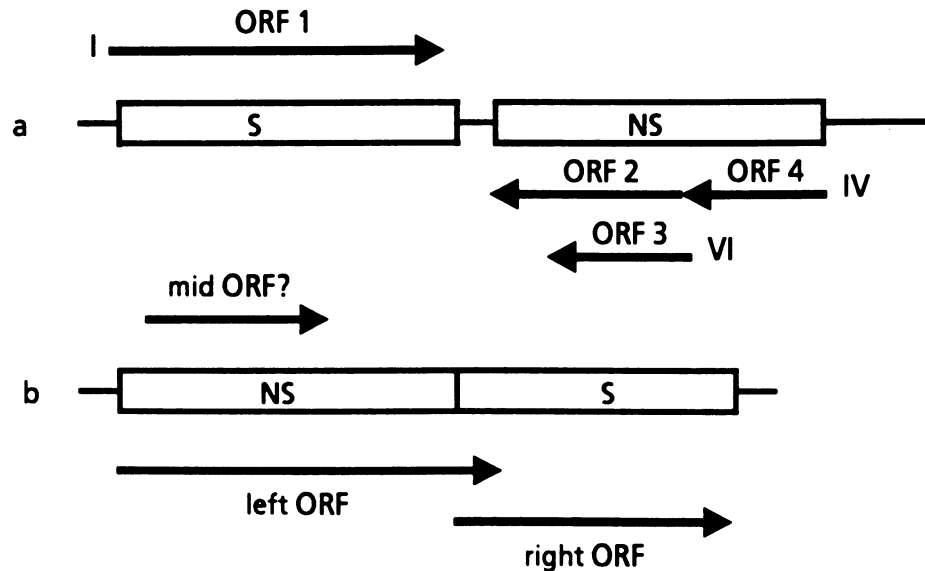 I ORF 1
a S NS
ORF 2 ORF 4 IV
ORF 3 VI
mid ORF?
b NS S
left ORF
right ORF